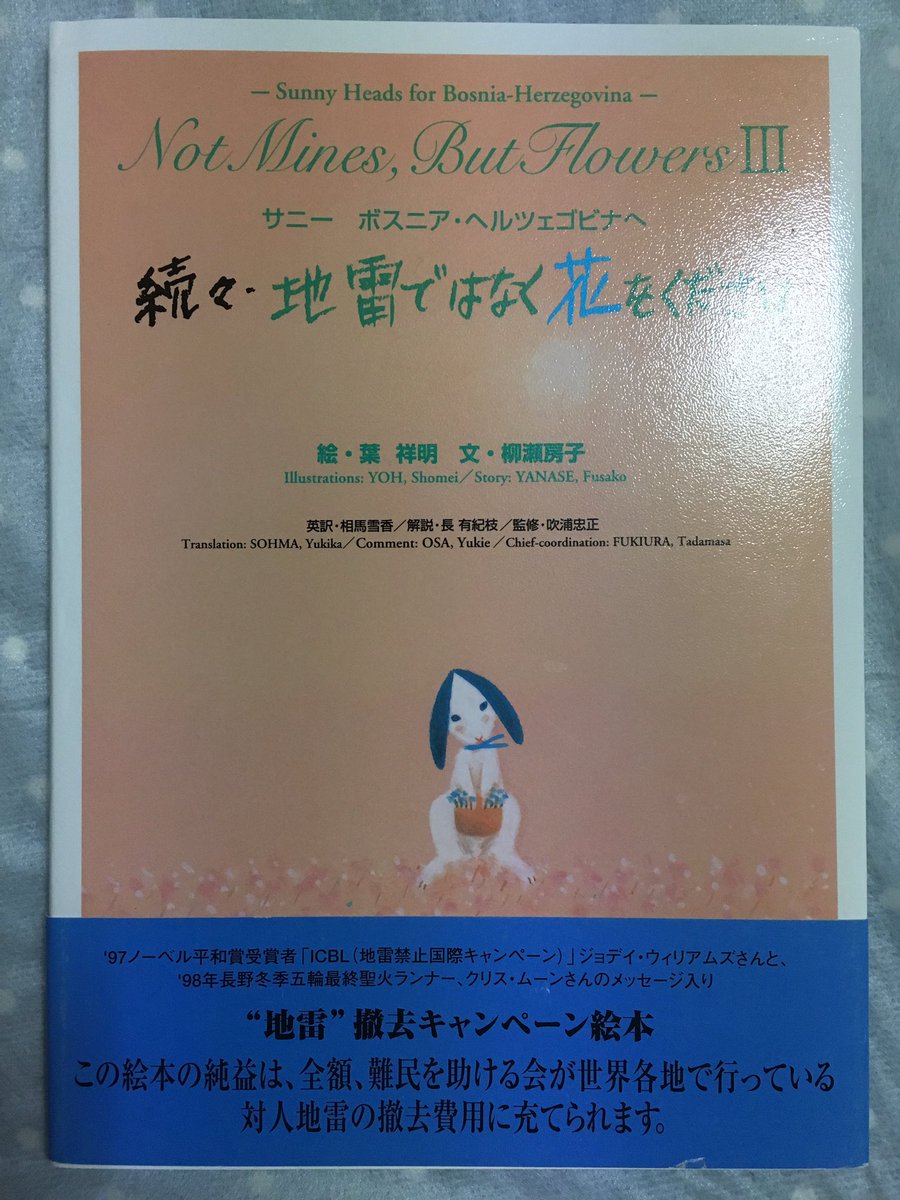 — Sunny Heads for Bosnia-Herzegovina —
Not Mines, But Flowers III
サニー ボスニア・ヘルツェゴビナへ
続々・地雷ではなく花をください
絵・葉 祥明 文・柳瀬房子
Illustrations: YOH, Shomei／Story: YANASE, Fusako
英訳・相馬雪香／解説・長 有紀枝／監修・吹浦忠正
Translation: SOHMA, Yukika／Comment: OSA, Yukie／Chief-coordination: FUKIURA, Tadamasa
'97ノーベル平和賞受賞者「ICBL（地雷禁止国際キャンペーン）」ジョデイ・ウィリアムズさんと、
'98年長野冬季五輪最終聖火ランナー、クリス・ムーンさんのメッセージ入り
“地雷”撤去キャンペーン絵本
この絵本の純益は、全額、難民を助ける会が世界各地で行っている
対人地雷の撤去費用に充てられます。